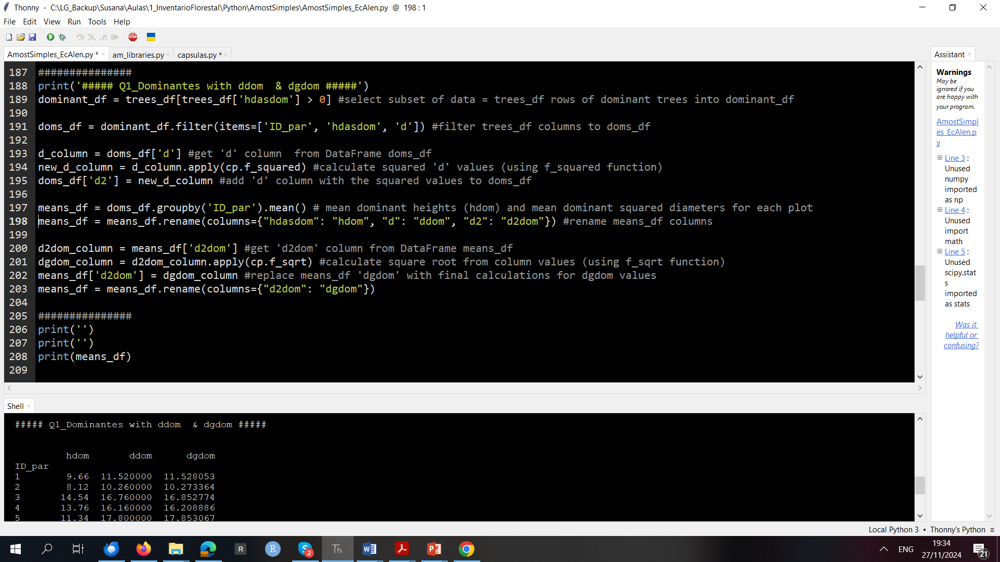 Thonny - C:\LG_Backup\Susana\Aulas\1_InventarioFlorestal\Python\AmostSimples\AmostSimples_EcAlen.py @ 198 : 1
File Edit View Run Tools Help
STOP
AmostSimples_EcAlen.py * × am_libraries.py × capsulas.py * ×
187 ###############
188 print('##### Q1_Dominantes with ddom  & dgdom #####')
189 dominant_df = trees_df[trees_df['hdasdom'] > 0] #select subset of data = trees_df rows of dominant trees into dominant_df
190
191 doms_df = dominant_df.filter(items=['ID_par', 'hdasdom', 'd']) #filter trees_df columns to doms_df
192
193 d_column = doms_df['d'] #get 'd' column  from DataFrame doms_df
194 new_d_column = d_column.apply(cp.f_squared) #calculate squared 'd' values (using f_squared function)
195 doms_df['d2'] = new_d_column #add 'd' column with the squared values to doms_df
196
197 means_df = doms_df.groupby('ID_par').mean() # mean dominant heights (hdom) and mean dominant squared diameters for each plot
198 means_df = means_df.rename(columns={"hdasdom": "hdom", "d": "ddom", "d2": "d2dom"}) #rename means_df columns
199
200 d2dom_column = means_df['d2dom'] #get 'd2dom' column from DataFrame means_df
201 dgdom_column = d2dom_column.apply(cp.f_sqrt) #calculate square root from column values (using f_sqrt function)
202 means_df['d2dom'] = dgdom_column #replace means_df 'dgdom' with final calculations for dgdom values
203 means_df = means_df.rename(columns={"d2dom": "dgdom"})
204
205 ###############
206 print('')
207 print('')
208 print(means_df)
209
Shell ×
##### Q1_Dominantes with ddom  & dgdom #####
hdom ddom dgdom
ID_par
1 9.66 11.520000 11.528053
2 8.12 10.260000 10.273364
3 14.54 16.760000 16.852774
4 13.76 16.160000 16.208886
5 11.34 17.800000 17.853067
Assistant ×
Warnings
May be
ignored if you
are happy with
your program.
AmostSimpl
es_EcAlen.p
y
Line 3 :
Unused
numpy
imported
as np
Line 4 :
Unused
import
math
Line 5 :
Unused
scipy.stat
s
imported
as stats
Was it
helpful or
confusing?
Local Python 3 • Thonny's Python ≡
R R 2 Th W P
ENG
19:34
27/11/2024
21